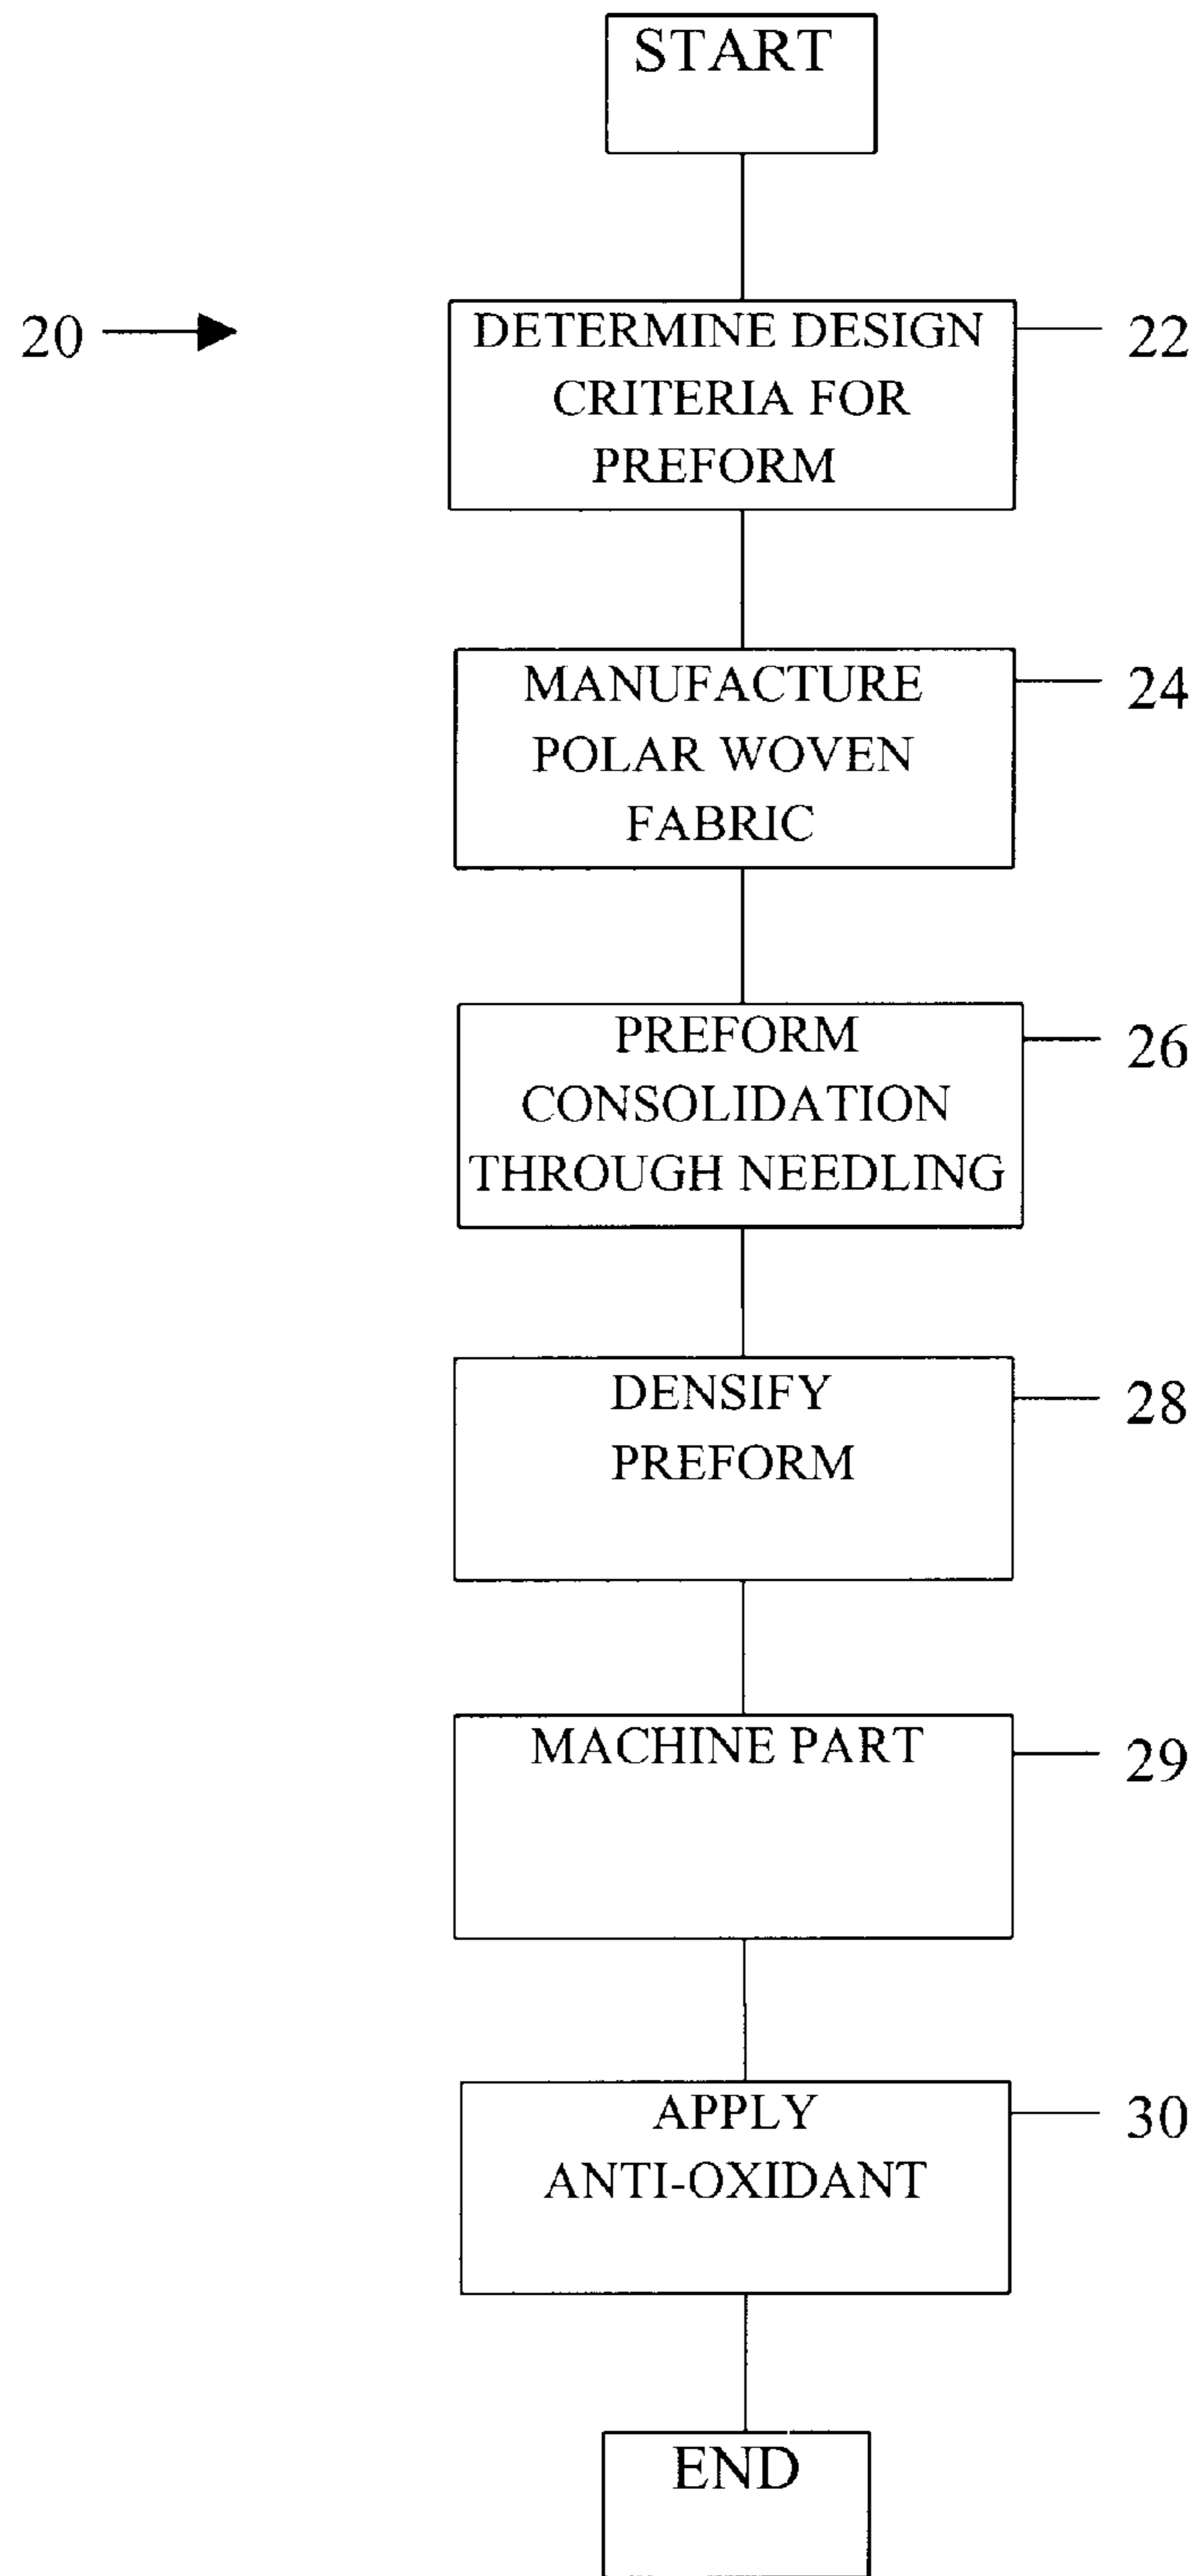 START
20
DETERMINE DESIGN
CRITERIA FOR
PREFORM
22
MANUFACTURE
POLAR WOVEN
FABRIC
24
PREFORM
CONSOLIDATION
THROUGH NEEDLING
26
DENSIFY
PREFORM
28
MACHINE PART
29
APPLY
ANTI-OXIDANT
30
END